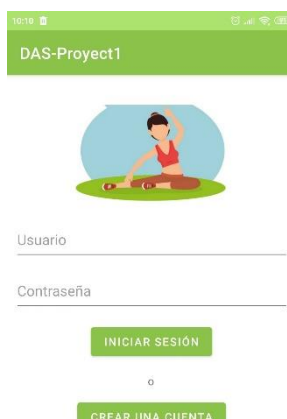 10:10
DAS-Proyect1
Usuario
Contraseña
INICIAR SESIÓN
o
CREAR UNA CUENTA